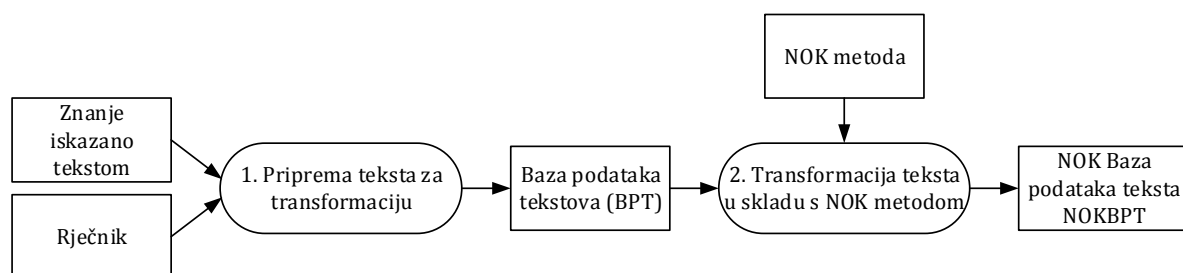 NOK metoda
Znanje
iskazano
tekstom
Rječnik
1. Priprema teksta za
transformaciju
Baza podataka
tekstova (BPT)
2. Transformacija teksta
u skladu s NOK metodom
NOK Baza
podataka teksta
NOKBPT